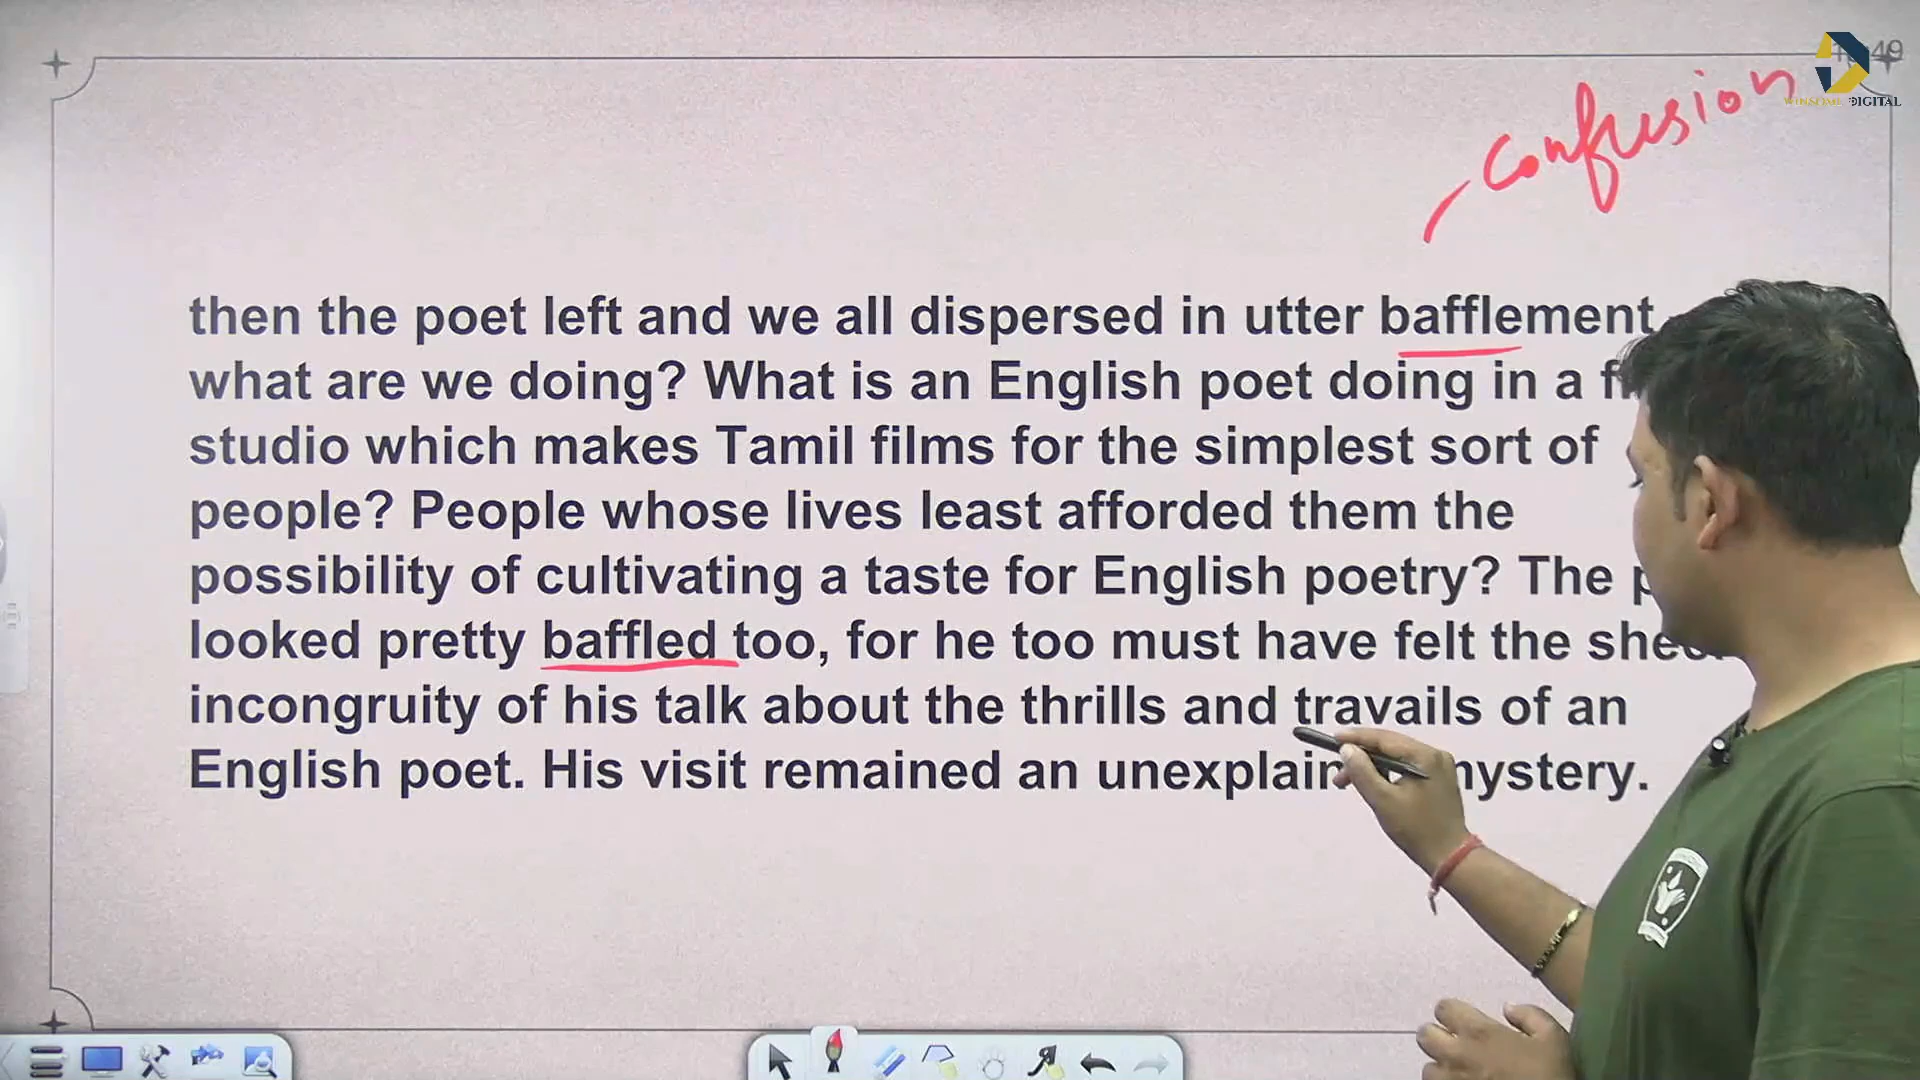 49
WINSOME DIGITAL
confusion
then the poet left and we all dispersed in utter bafflement
what are we doing? What is an English poet doing in a
studio which makes Tamil films for the simplest sort of
people? People whose lives least afforded them the
possibility of cultivating a taste for English poetry? The
looked pretty baffled too, for he too must have felt the
incongruity of his talk about the thrills and travails of an
English poet. His visit remained an mystery.